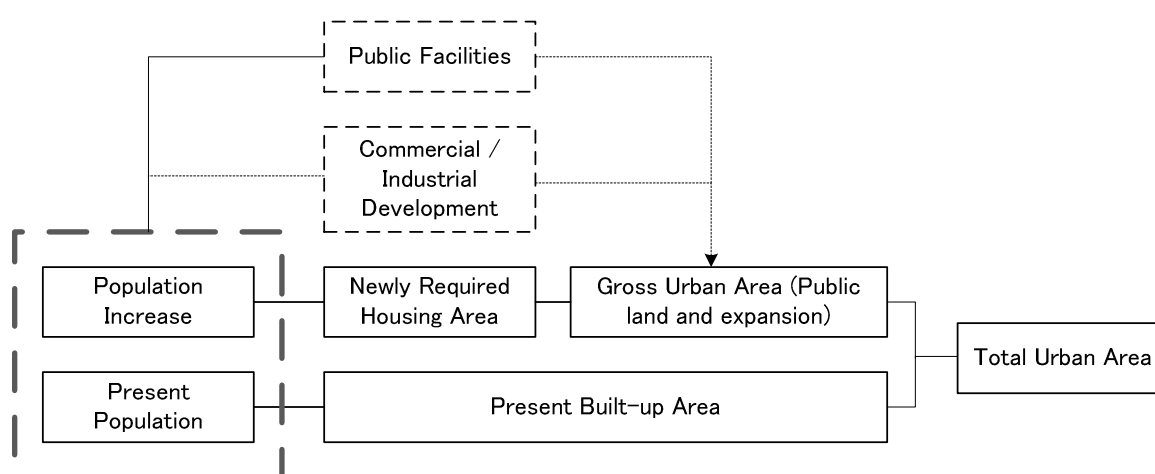 Public Facilities
Commercial /
Industrial
Development
Population
Increase
Newly Required
Housing Area
Gross Urban Area (Public
land and expansion)
Total Urban Area
Present
Population
Present Built-up Area